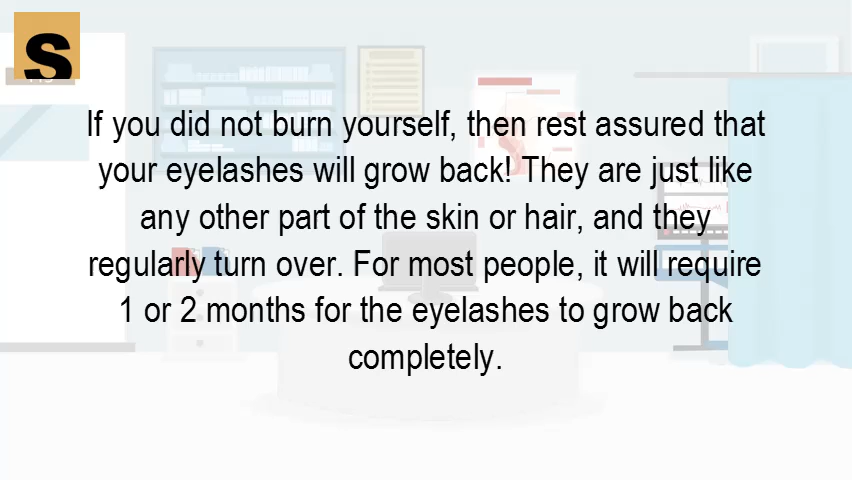 S
If you did not burn yourself, then rest assured that
your eyelashes will grow back! They are just like
any other part of the skin or hair, and they
regularly turn over. For most people, it will require
1 or 2 months for the eyelashes to grow back
completely.